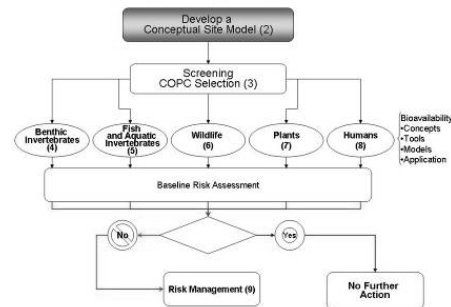 Develop a
Conceptual Site Model (2)
Screening
COPC Selection (3)
Benthic
Invertebrates
(4)
Fish
and Aquatic
Invertebrates
(5)
Wildlife
(6)
Plants
(7)
Humans
(8)
Bioavailability
•Concepts
•Tools
•Models
•Application
Baseline Risk Assessment
No
Yes
Risk Management (9)
No Further
Action